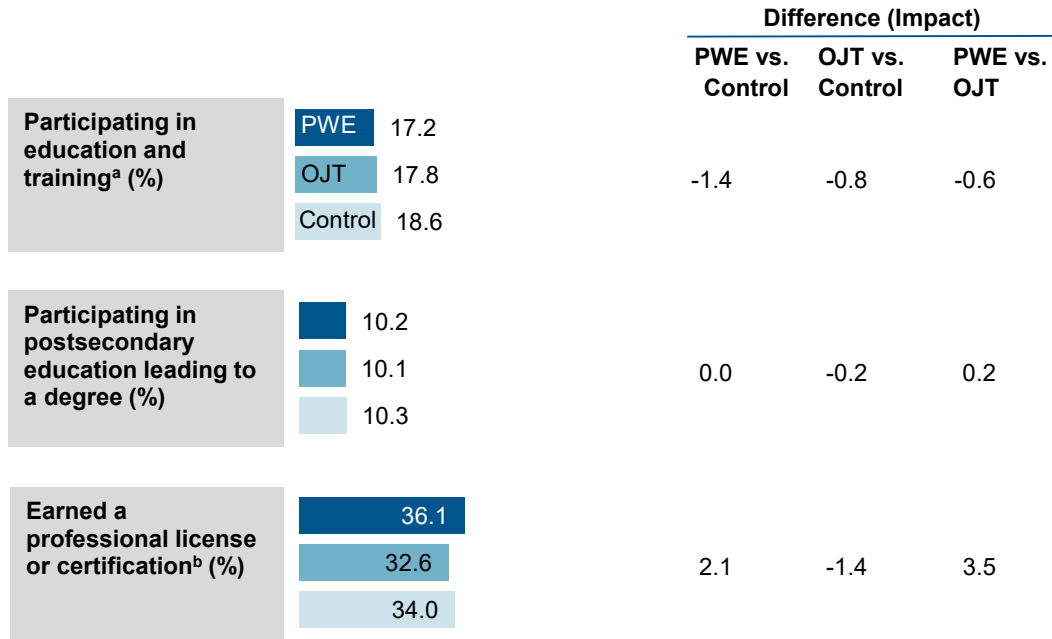 Difference (Impact)
PWE vs. Control
OJT vs. Control
PWE vs. OJT
Participating in
education and
trainingᵃ (%)
PWE 17.2
OJT 17.8
Control 18.6
-1.4 -0.8 -0.6
Participating in
postsecondary
education leading to
a degree (%)
10.2
10.1
10.3
0.0 -0.2 0.2
Earned a
professional license
or certificationᵇ (%)
36.1
32.6
34.0
2.1 -1.4 3.5